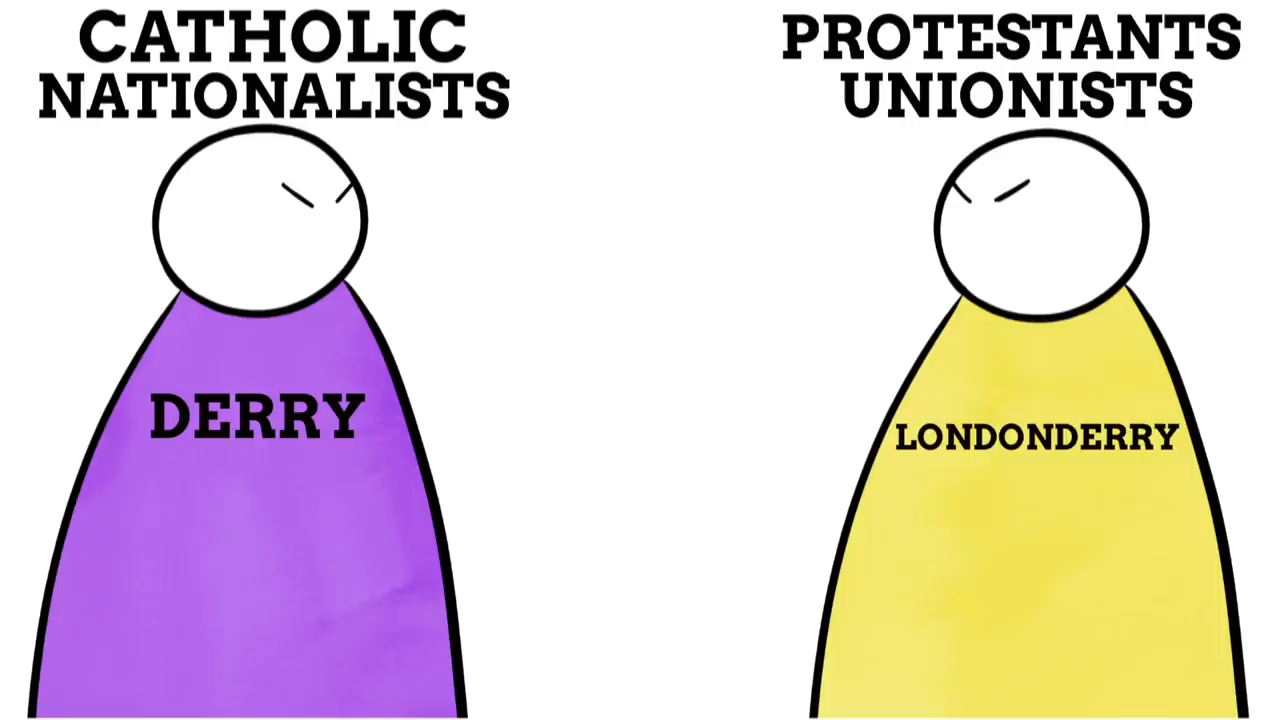 CATHOLIC
NATIONALISTS
DERRY
PROTESTANTS
UNIONISTS
LONDONDERRY